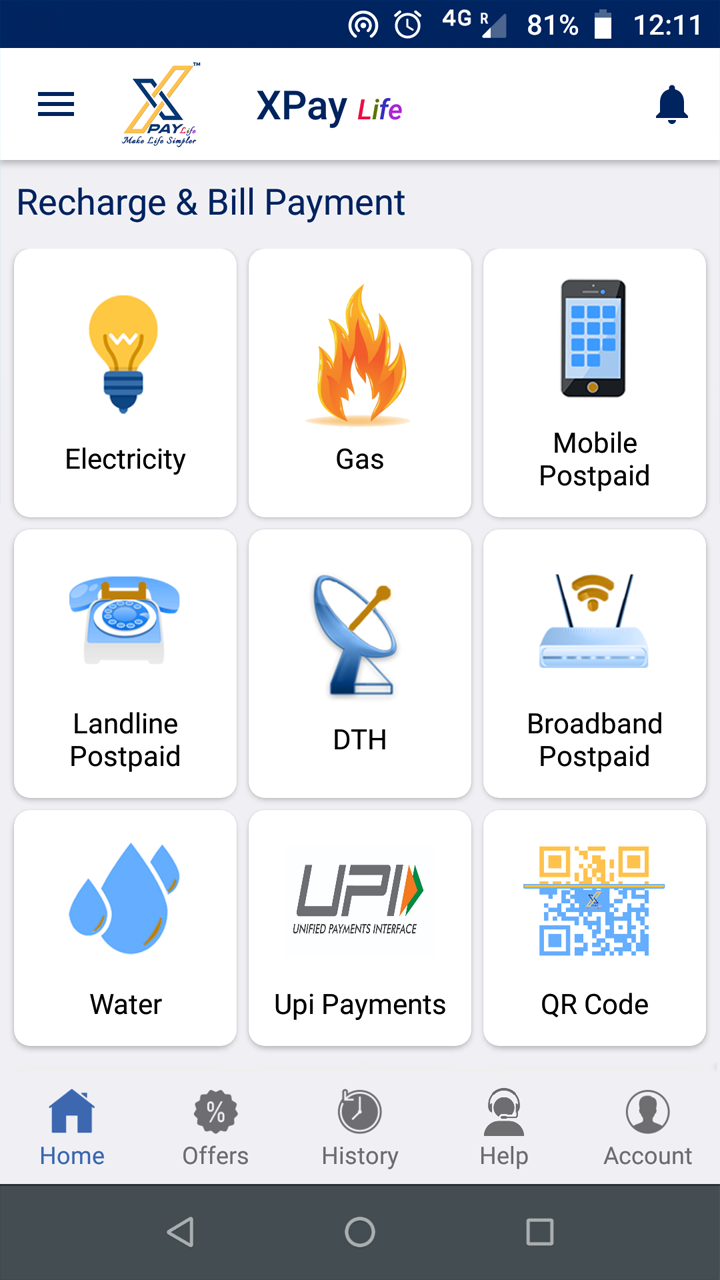 4G R 81% 12:11
XPay Life
TM
PAY Life
Make Life Simpler
Recharge & Bill Payment
Electricity
Gas
Mobile
Postpaid
Landline
Postpaid
DTH
Broadband
Postpaid
Water
UPI
UNIFIED PAYMENTS INTERFACE
Upi Payments
QR Code
%
Home
Offers
History
Help
Account